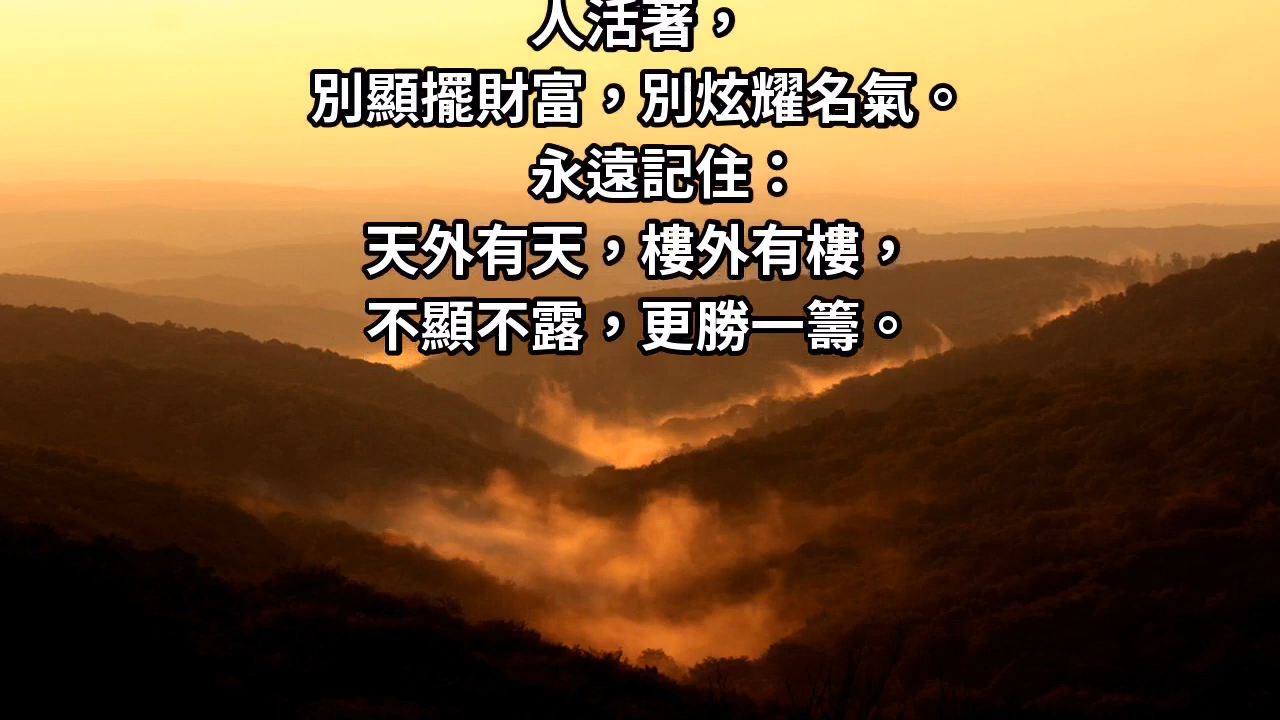 人活著，
別顯擺財富，別炫耀名氣。
永遠記住：
天外有天，樓外有樓，
不顯不露，更勝一籌。